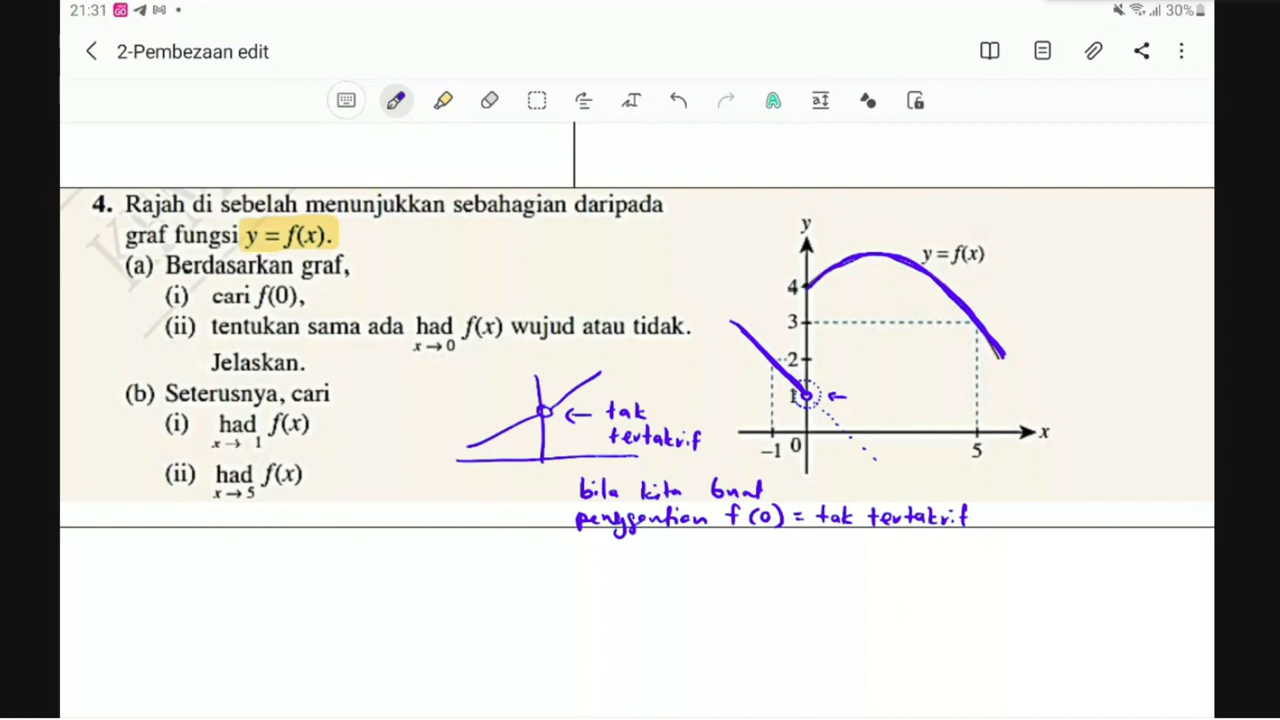 21:31
30%
2-Pembezaan edit
4. Rajah di sebelah menunjukkan sebahagian daripada
graf fungsi y = f(x).
(a) Berdasarkan graf,
(i) cari f(0),
(ii) tentukan sama ada had f(x) wujud atau tidak.
x → 0
Jelaskan.
(b) Seterusnya, cari
(i) had f(x)
x → 1
(ii) had f(x)
x → 5
y
y = f(x)
4
3
2
1
-1 0 5 x
← tak
tertakrif
bila kita buat
penggantian f(0) = tak tertakrif